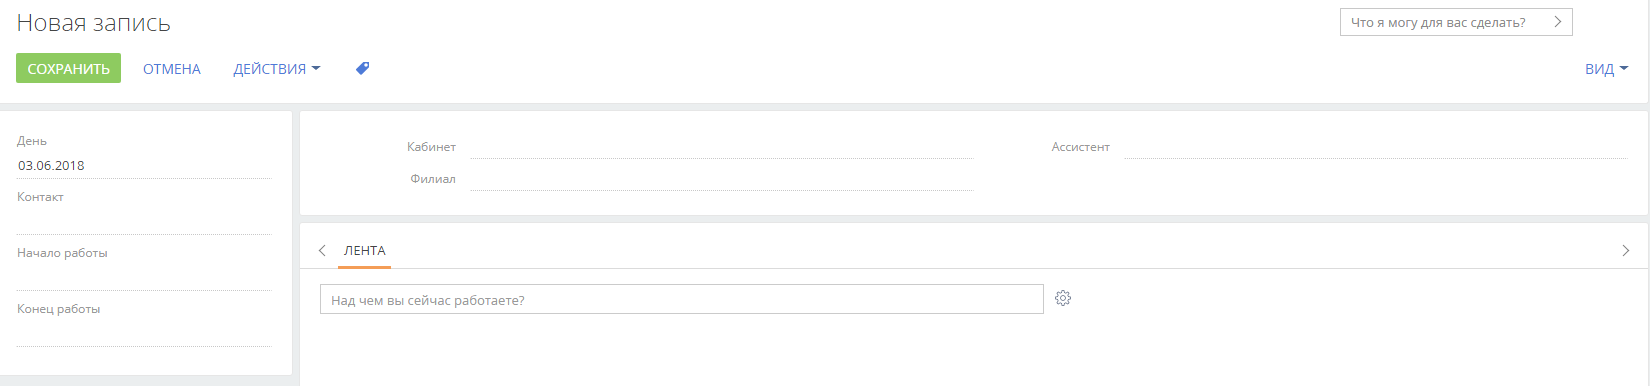 Новая запись
Что я могу для вас сделать?
СОХРАНИТЬ ОТМЕНА ДЕЙСТВИЯ ВИД
День
03.06.2018
Контакт
Начало работы
Конец работы
Кабинет Ассистент
Филиал
ЛЕНТА
Над чем вы сейчас работаете?